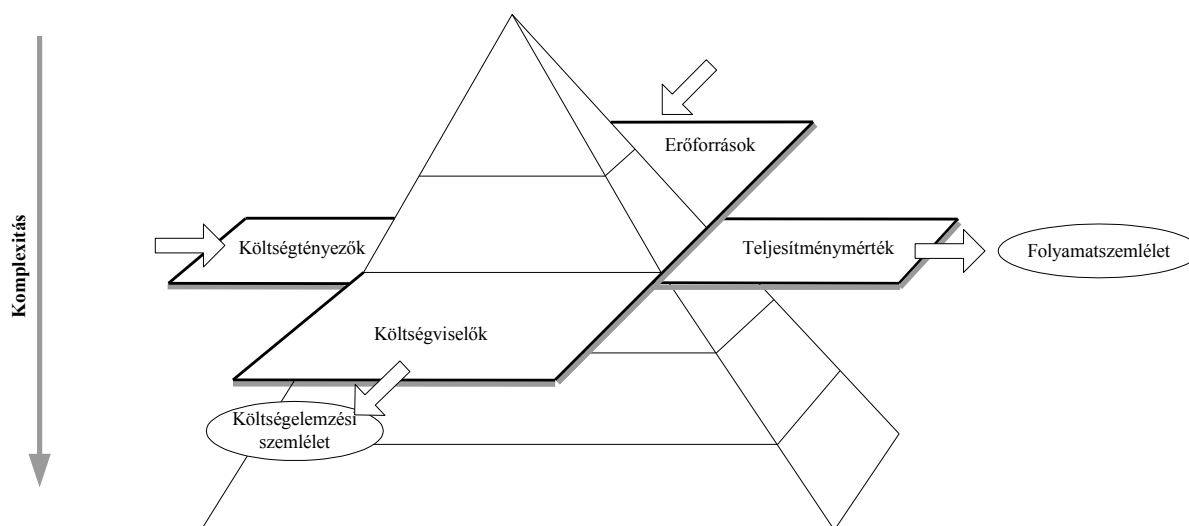 Komplexitás
Erőforrások
Költségtényezők
Teljesítménymérték
Folyamatszemlélet
Költségviselők
Költségelemzési
szemlélet